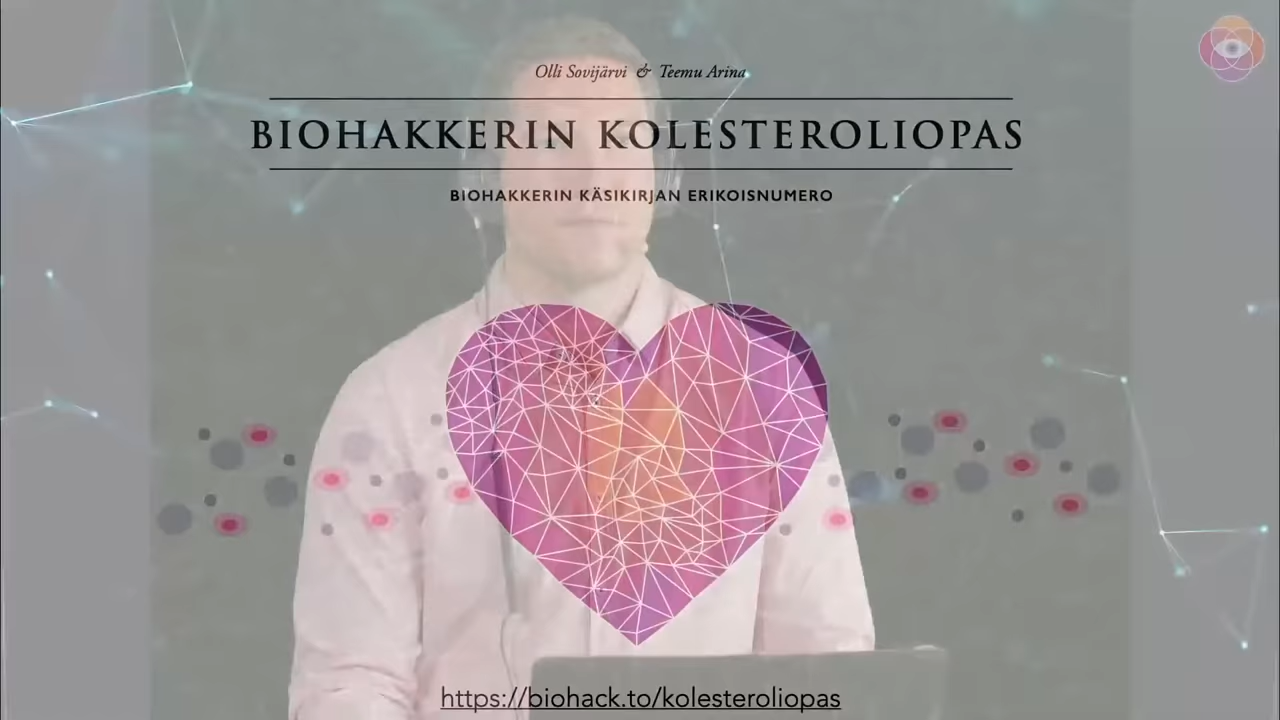 Olli Sovijärvi & Teemu Arina
BIOHAKKERIN KOLESTEROLIOPAS
BIOHAKKERIN KÄSIKIRJAN ERIKOISNUMERO
https://biohack.to/kolesteroliopas